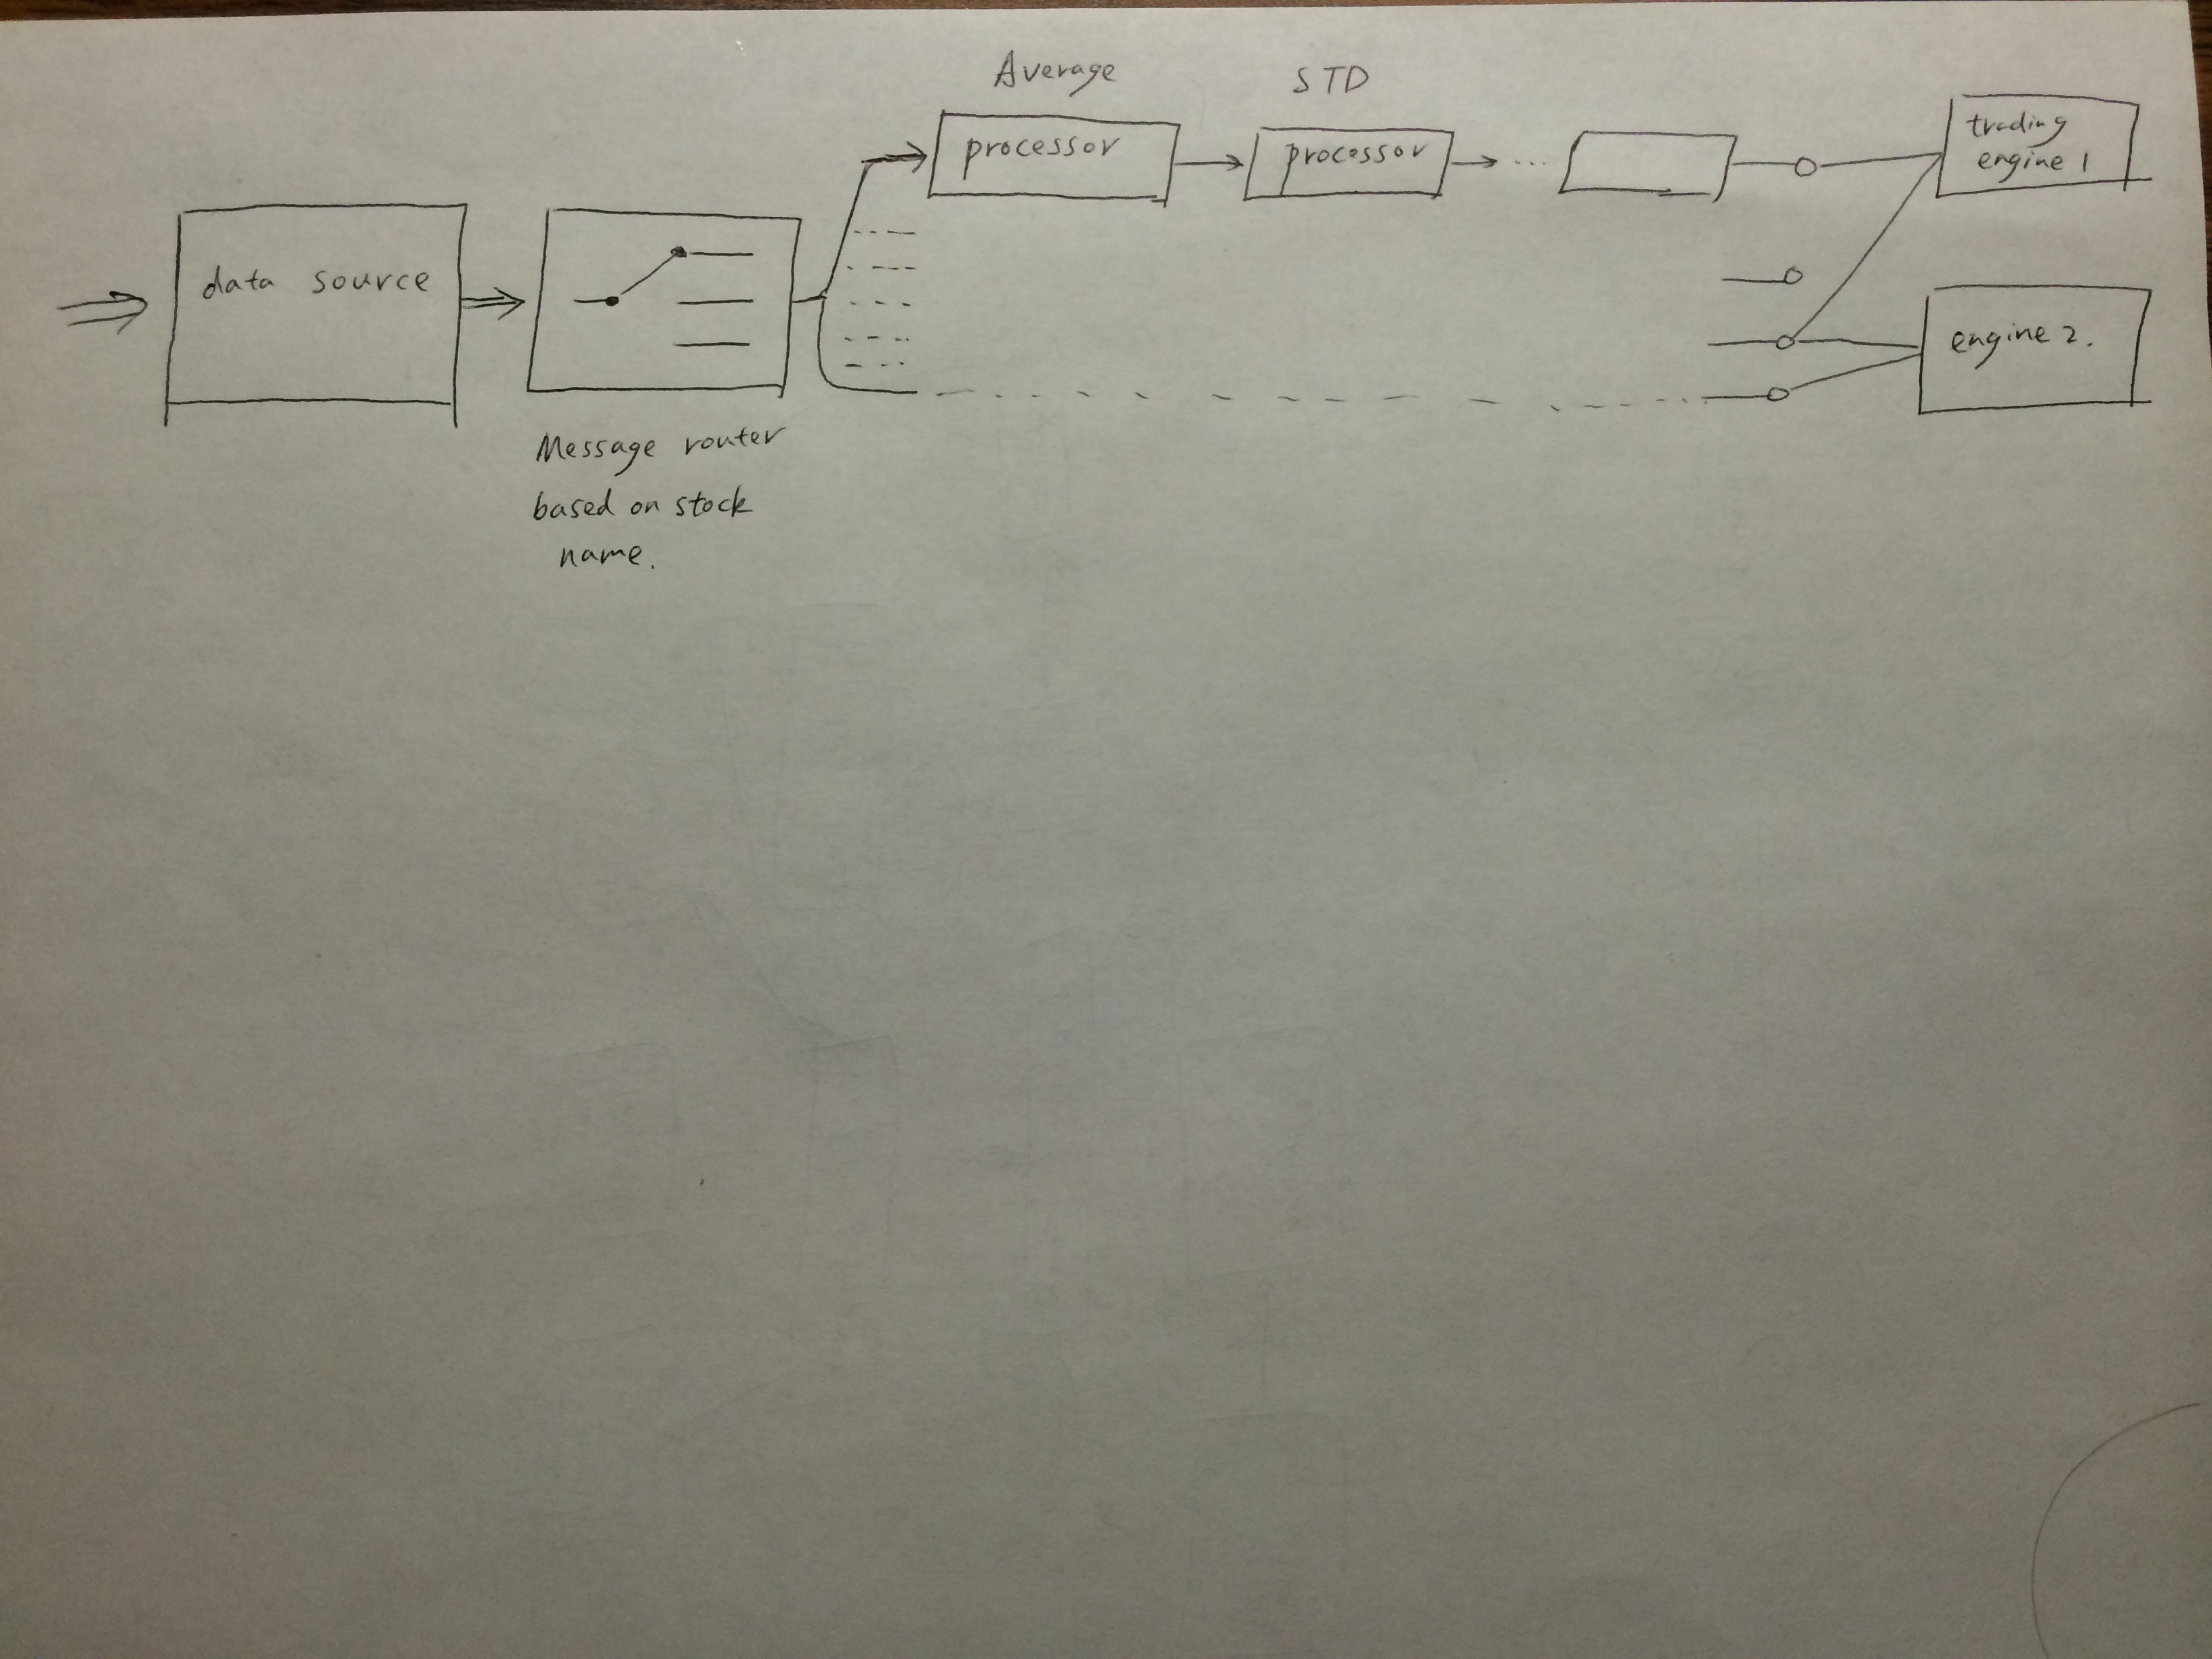 Average
STD
processor
processor
trading
engine 1
data source
engine 2.
Message router
based on stock
name.